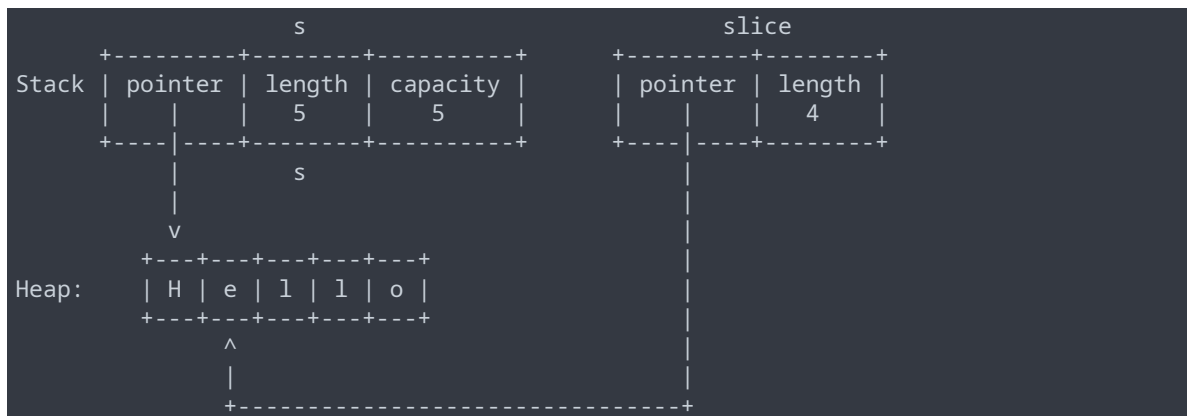 s                                       slice
        +---------+--------+----------+       +---------+--------+
Stack | pointer | length | capacity |       | pointer | length |
        |    |    |   5    |    5     |       |    |    |   4    |
        +----|----+--------+----------+       +----|----+--------+
             |          s                          |
             |                                     |
             v                                     |
           +---+---+---+---+---+                   |
Heap:      | H | e | l | l | o |                   |
           +---+---+---+---+---+                   |
                 ^                                 |
                 |                                 |
                 +---------------------------------+